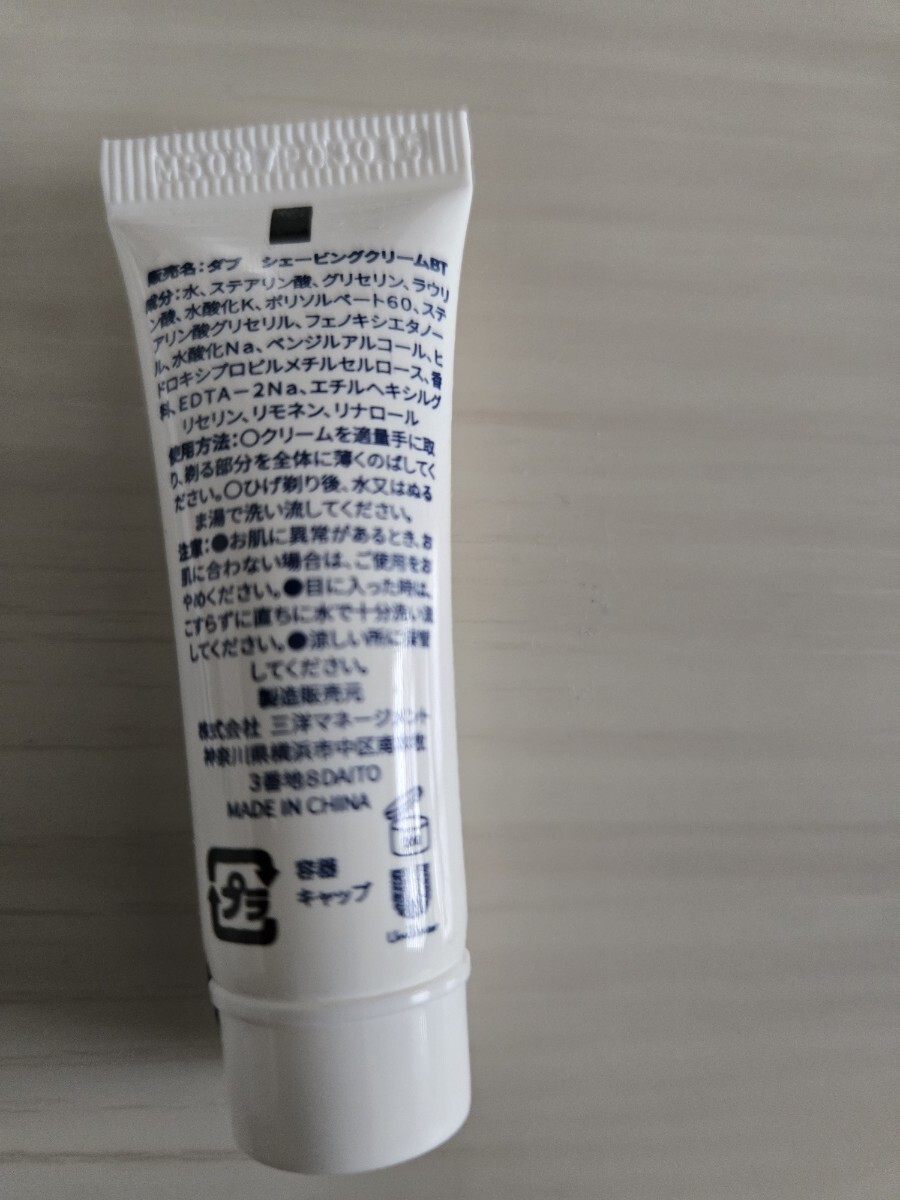 M5087P03015
販売名：ダブ シェービングクリームBT
成分：水、ステアリン酸、グリセリン、ラウリ
ン酸、水酸化K、ポリソルベート60、ステ
アリン酸グリセリル、フェノキシエタノー
ル、水酸化Na、ベンジルアルコール、ヒ
ドロキシプロピルメチルセルロース、香
料、EDTA－2Na、エチルヘキシルグ
リセリン、リモネン、リナロール
使用方法：〇クリームを適量手に取
り、剃る部分を全体に薄くのばしてく
ださい。〇ひげ剃り後、水又はぬる
ま湯で洗い流してください。
注意：●お肌に異常があるとき、お
肌に合わない場合は、ご使用をお
やめください。●目に入った時は、
こすらずに直ちに水で十分洗い流
してください。●涼しい所に保管
してください。
製造販売元
株式会社 三洋マネージメント
神奈川県横浜市中区南
3番地8DAITO
MADE IN CHINA
プラ
容器
キャップ
Unilever